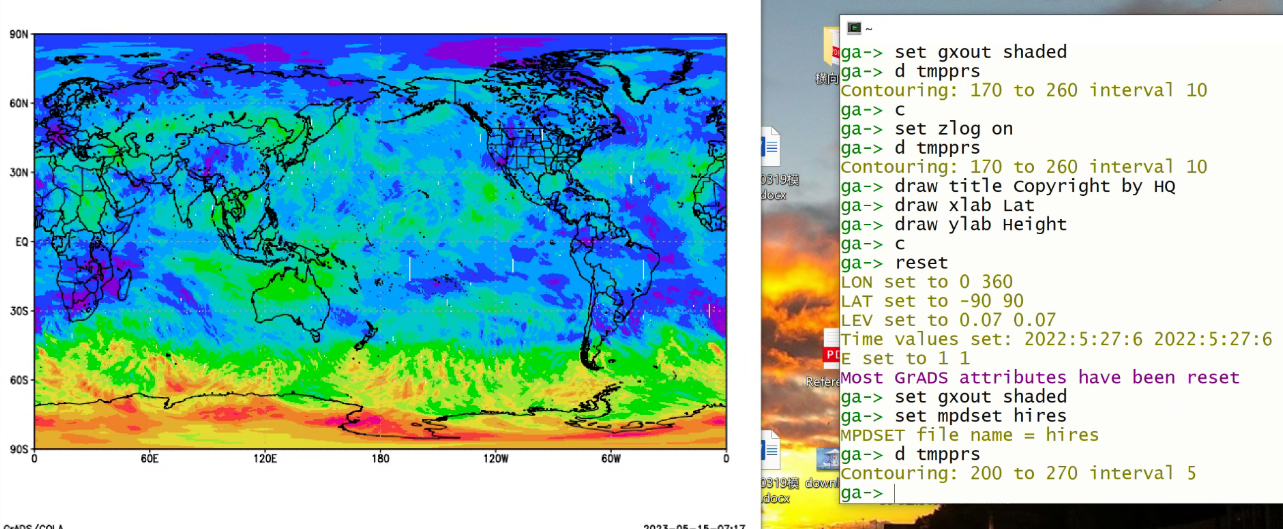 90N
60N
30N
EQ
30S
60S
90S
0
60E
120E
180
120W
60W
0
GrADS/COLA
2023-05-15-07:17
横向
0319模
.docx
PD
Refere
0319模
.docx
downl
~
ga-> set gxout shaded
ga-> d tmpprs
Contouring: 170 to 260 interval 10
ga-> c
ga-> set zlog on
ga-> d tmpprs
Contouring: 170 to 260 interval 10
ga-> draw title Copyright by HQ
ga-> draw xlab Lat
ga-> draw ylab Height
ga-> c
ga-> reset
LON set to 0 360
LAT set to -90 90
LEV set to 0.07 0.07
Time values set: 2022:5:27:6 2022:5:27:6
E set to 1 1
Most GrADS attributes have been reset
ga-> set gxout shaded
ga-> set mpdset hires
MPDSET file name = hires
ga-> d tmpprs
Contouring: 200 to 270 interval 5
ga->